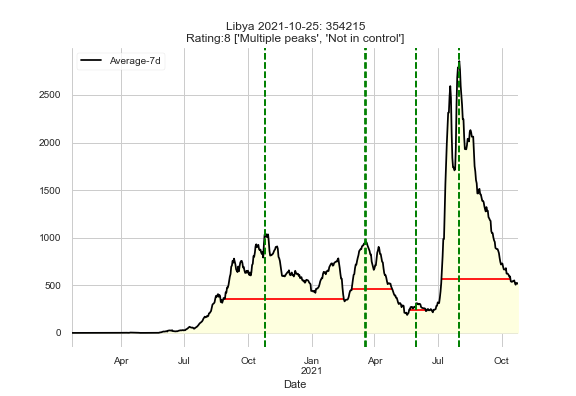 Libya 2021-10-25: 354215
Rating:8 ['Multiple peaks', 'Not in control']
Average-7d
2500
2000
1500
1000
500
0
Apr Jul Oct Jan Apr Jul Oct
2021
Date